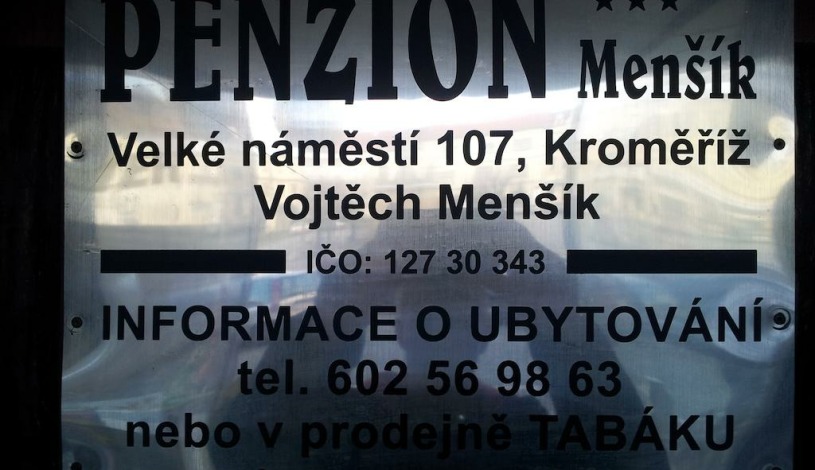 PENZION *** Menšík
Velké náměstí 107, Kroměříž
Vojtěch Menšík
IČO: 127 30 343
INFORMACE O UBYTOVÁNÍ
tel. 602 56 98 63
nebo v prodejně TABÁKU